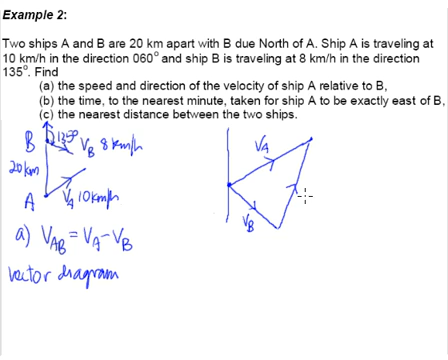 Example 2:
Two ships A and B are 20 km apart with B due North of A. Ship A is traveling at
10 km/h in the direction 060° and ship B is traveling at 8 km/h in the direction
135°. Find
(a) the speed and direction of the velocity of ship A relative to B,
(b) the time, to the nearest minute, taken for ship A to be exactly east of B,
(c) the nearest distance between the two ships.
B 135° V_B 8 km/h
20 km
A V_A 10 km/h
V_A
V_B
a) V_AB = V_A - V_B
vector diagram